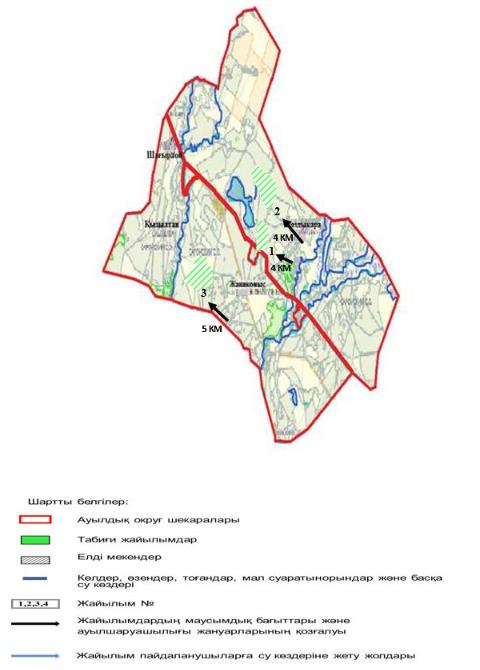 Шағырлой
2
Қызылтап
4 КМ
1
4 КМ
Жанаконыс
3
5 КМ
Шартты белгілер:
Ауылдық округ шекаралары
Табиғи жайылымдар
Елді мекендер
Көлдер, өзендер, тоғандар, мал суаратынорындар және басқа
су көздері
1,2,3,4 Жайылым №
Жайылымдардың маусымдық бағыттары және
ауылшаруашылығы жануарларының қозғалуы
Жайылым пайдаланушыларға су көздеріне жету жолдары